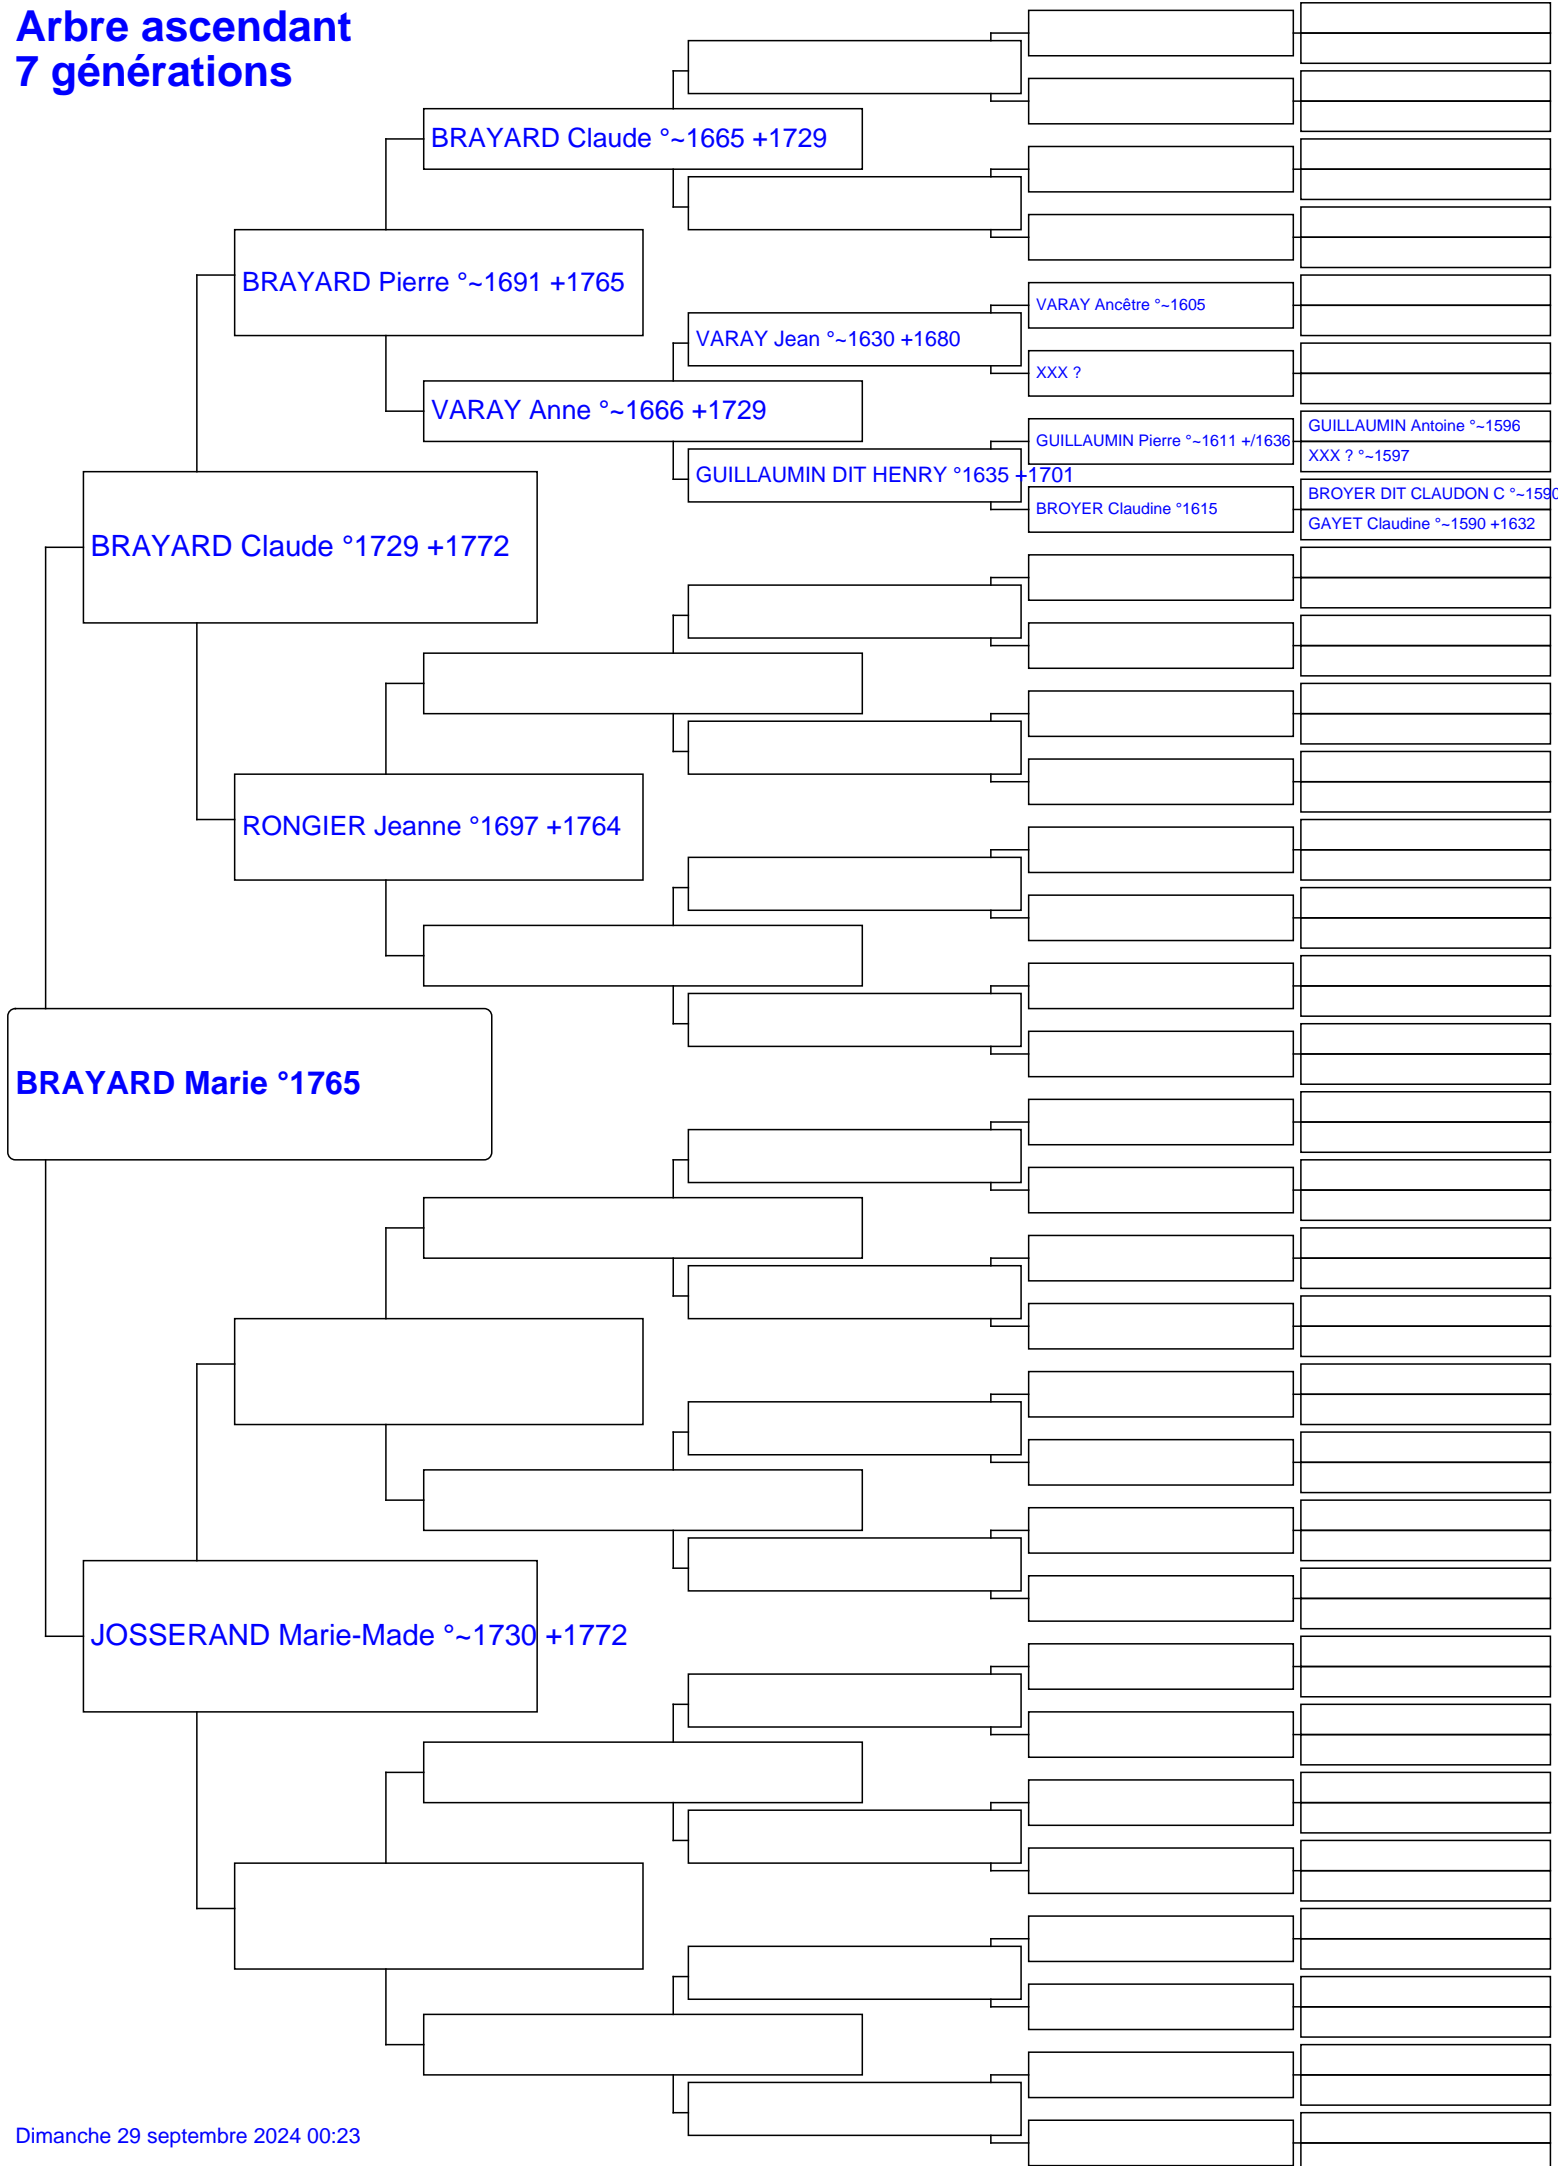 Arbre ascendant
7 générations
BRAYARD Claude °~1665 +1729
BRAYARD Pierre °~1691 +1765
VARAY Ancêtre °~1605
VARAY Jean °~1630 +1680
XXX ?
VARAY Anne °~1666 +1729
GUILLAUMIN Antoine °~1596
GUILLAUMIN Pierre °~1611 +/1636
XXX ? °~1597
GUILLAUMIN DIT HENRY °1635 +1701
BROYER DIT CLAUDON C °~1590
BROYER Claudine °1615
GAYET Claudine °~1590 +1632
BRAYARD Claude °1729 +1772
RONGIER Jeanne °1697 +1764
BRAYARD Marie °1765
JOSSERAND Marie-Made °~1730 +1772
Dimanche 29 septembre 2024 00:23